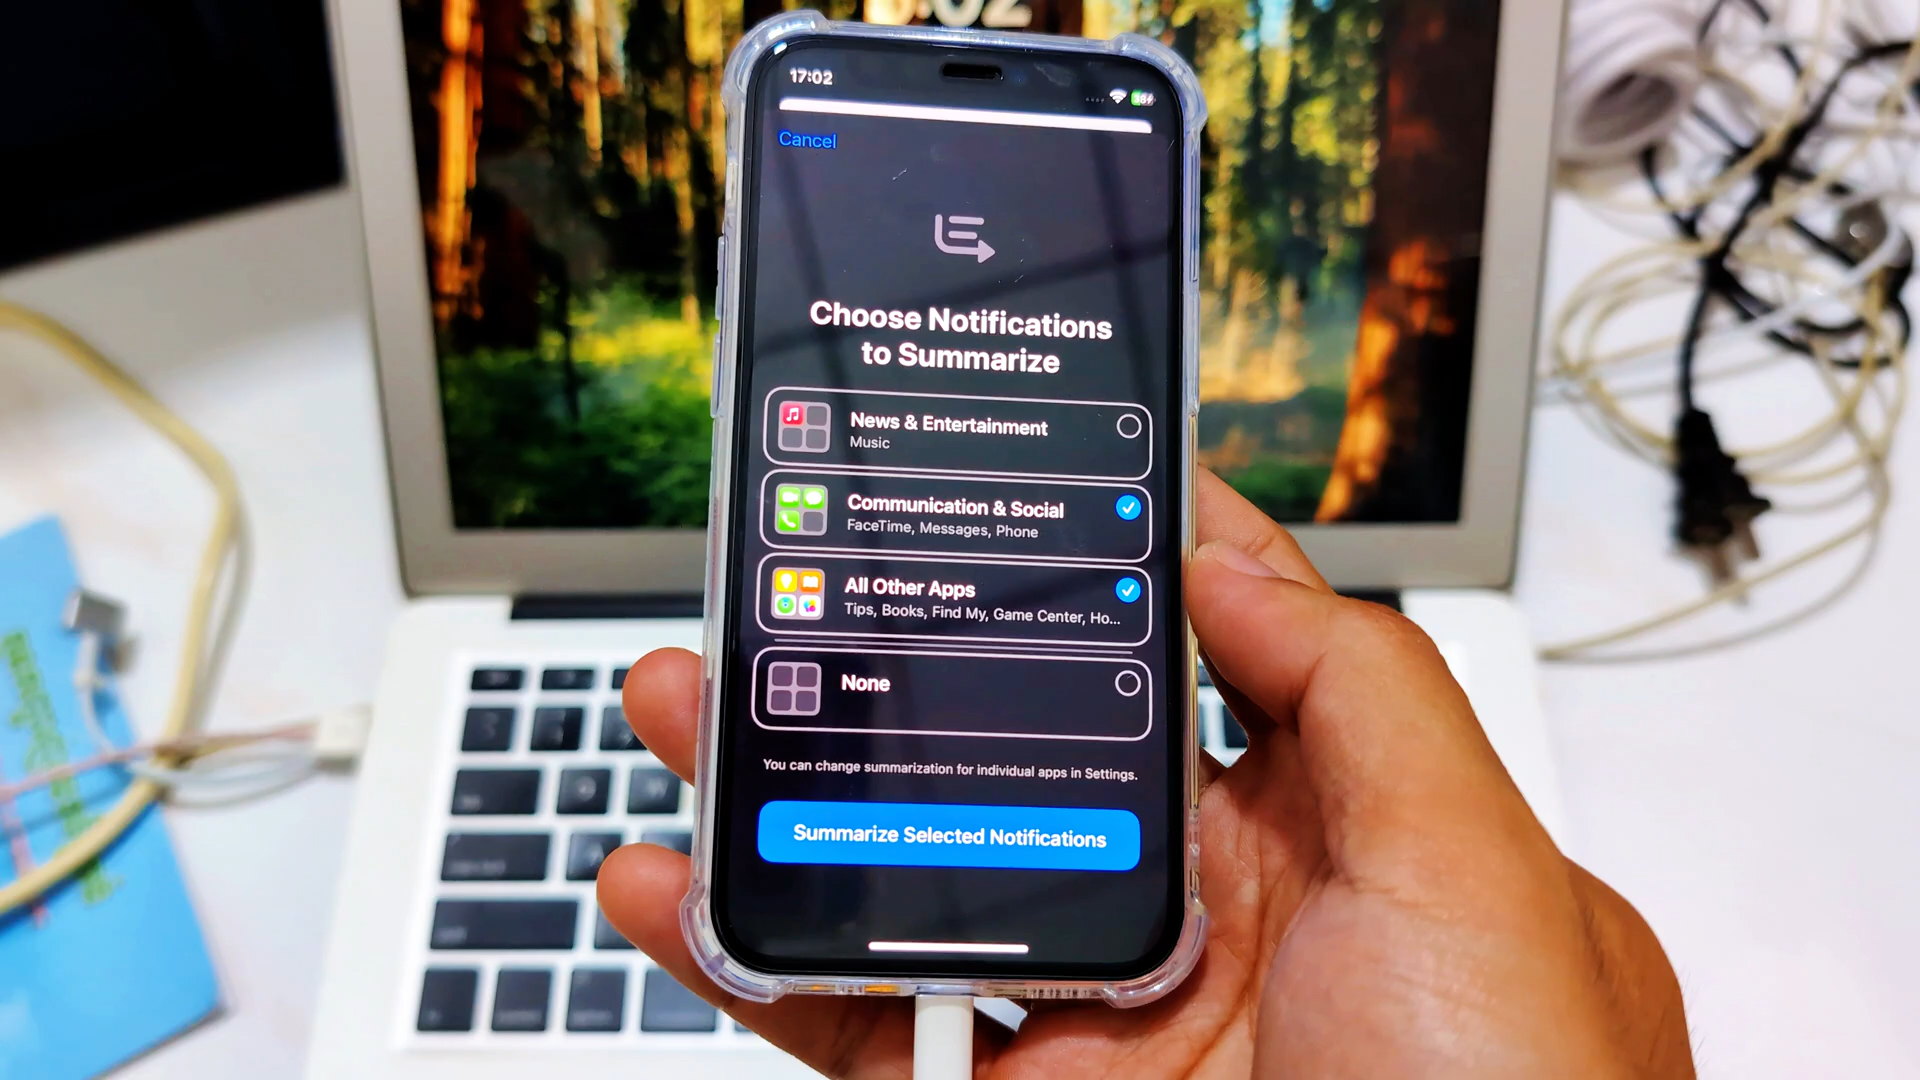 17:02
Cancel
Choose Notifications
to Summarize
News & Entertainment
Music
Communication & Social
FaceTime, Messages, Phone
All Other Apps
Tips, Books, Find My, Game Center, Ho...
None
You can change summarization for individual apps in Settings.
Summarize Selected Notifications